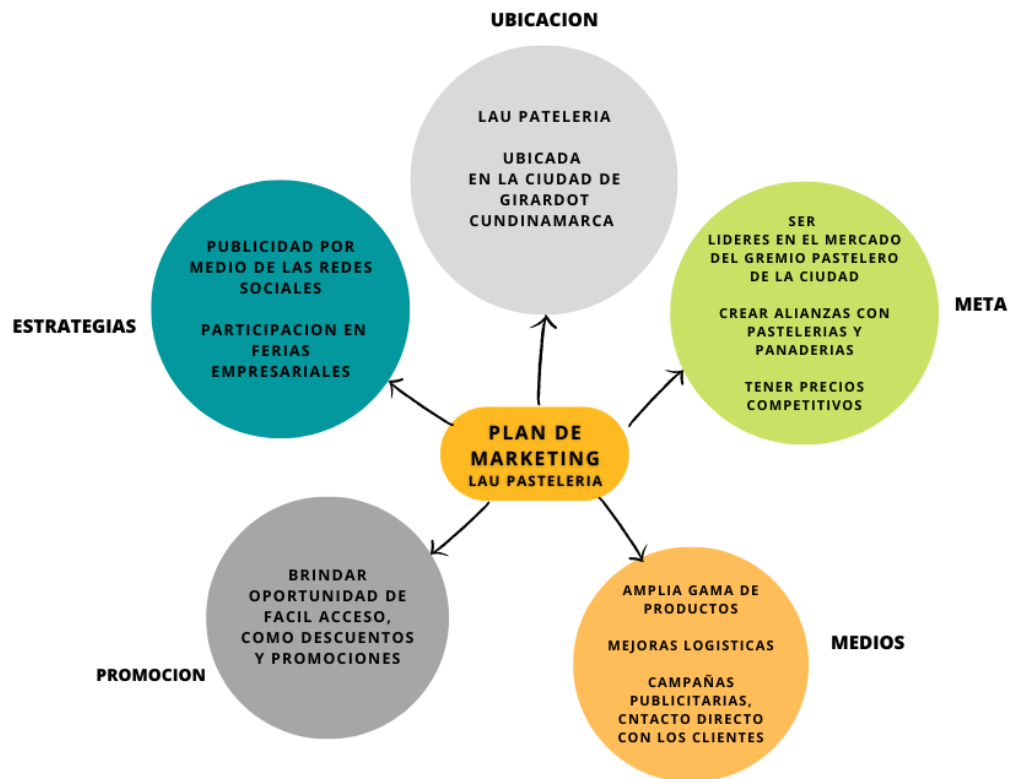 UBICACION
LAU PATELERIA
UBICADA
EN LA CIUDAD DE
GIRARDOT
CUNDINAMARCA
ESTRATEGIAS
PUBLICIDAD POR
MEDIO DE LAS REDES
SOCIALES
PARTICIPACION EN
FERIAS
EMPRESARIALES
SER
LIDERES EN EL MERCADO
DEL GREMIO PASTELERO
DE LA CIUDAD
CREAR ALIANZAS CON
PASTELERIAS Y
PANADERIAS
TENER PRECIOS
COMPETITIVOS
META
PLAN DE
MARKETING
LAU PASTELERIA
PROMOCION
BRINDAR
OPORTUNIDAD DE
FACIL ACCESO,
COMO DESCUENTOS
Y PROMOCIONES
AMPLIA GAMA DE
PRODUCTOS
MEJORAS LOGISTICAS
CAMPAÑAS
PUBLICITARIAS,
CNTACTO DIRECTO
CON LOS CLIENTES
MEDIOS